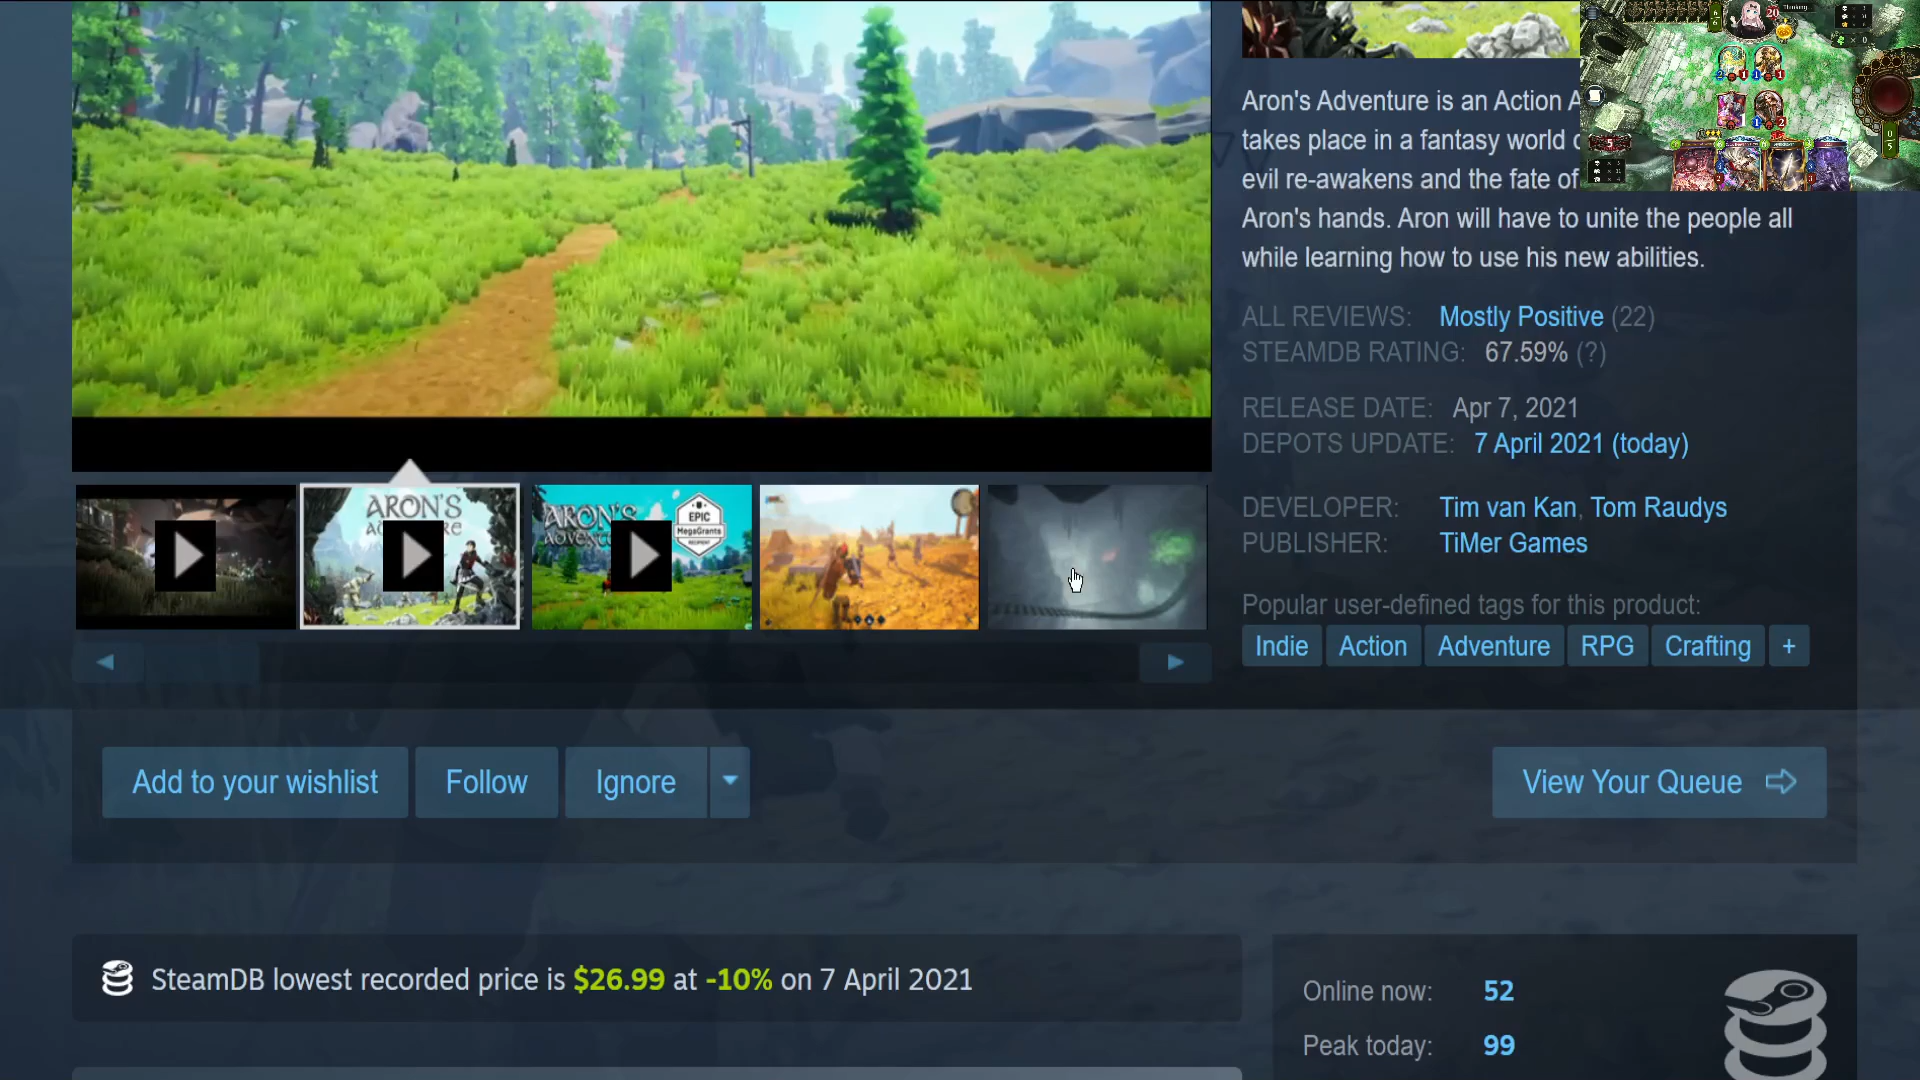 Aron's Adventure is an Action A
takes place in a fantasy world
evil re-awakens and the fate of
Aron's hands. Aron will have to unite the people all
while learning how to use his new abilities.
ALL REVIEWS: Mostly Positive (22)
STEAMDB RATING: 67.59% (?)
RELEASE DATE: Apr 7, 2021
DEPOTS UPDATE: 7 April 2021 (today)
DEVELOPER: Tim van Kan, Tom Raudys
PUBLISHER: TiMer Games
Popular user-defined tags for this product:
Indie Action Adventure RPG Crafting +
20 Thinking
ARON'S
ARON'S
EPIC
MegaGrants
RECIPIENT
Add to your wishlist Follow Ignore
View Your Queue
SteamDB lowest recorded price is $26.99 at -10% on 7 April 2021
Online now: 52
Peak today: 99